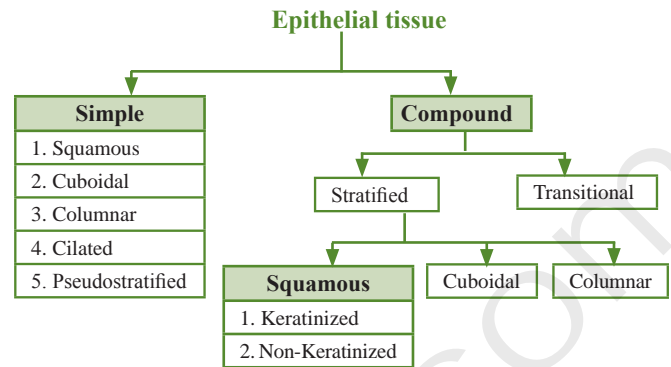 Epithelial tissue
Simple
1. Squamous
2. Cuboidal
3. Columnar
4. Cilated
5. Pseudostratified
Compound
Stratified
Transitional
Squamous
1. Keratinized
2. Non-Keratinized
Cuboidal
Columnar